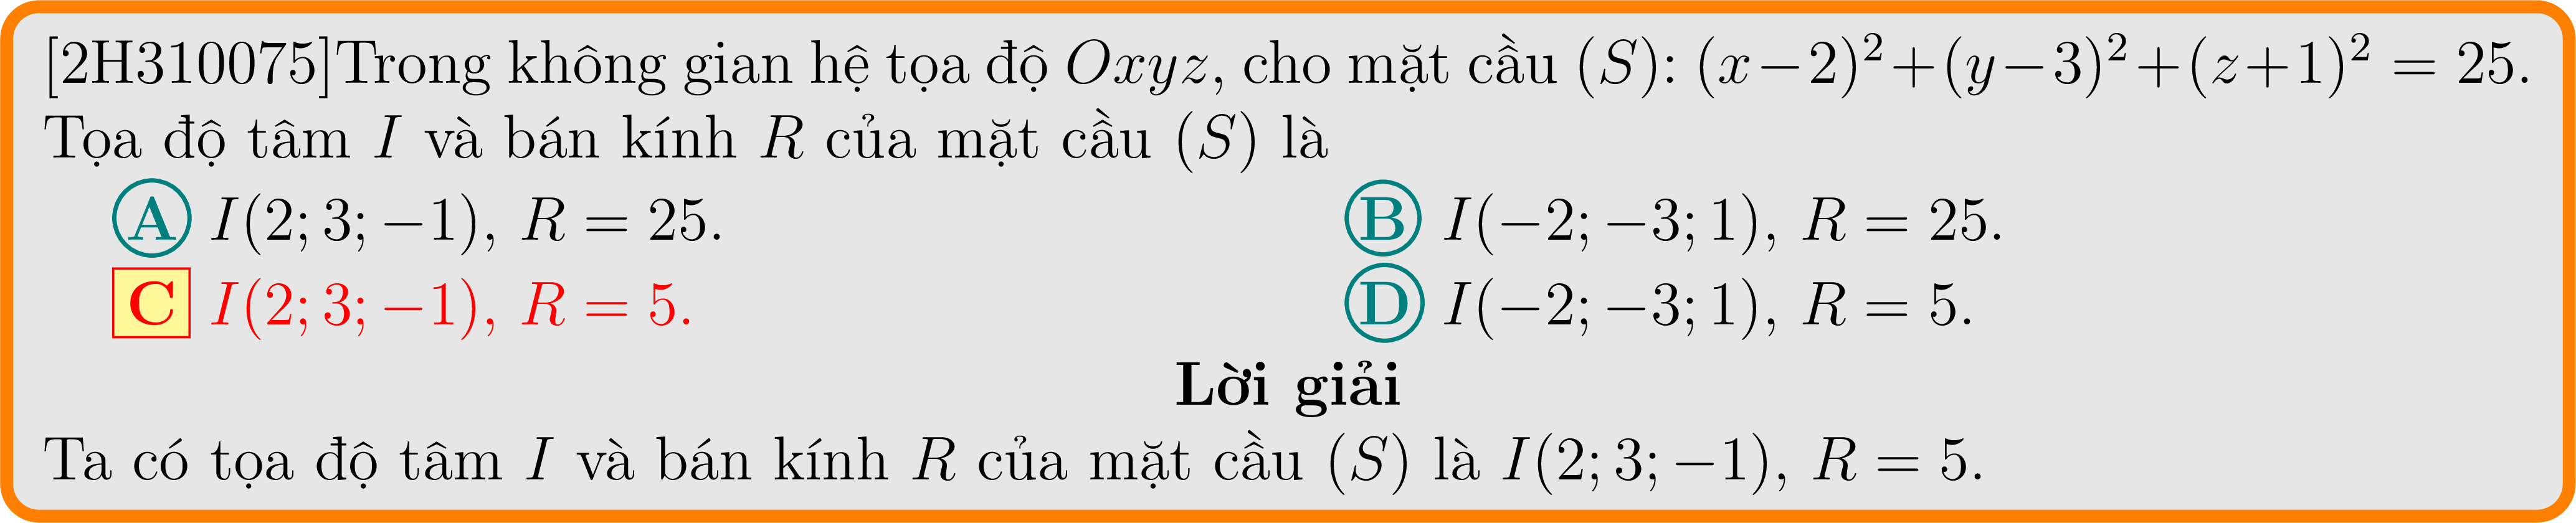 [2H310075]Trong không gian hệ tọa độ Oxyz, cho mặt cầu (S): (x−2)²+(y−3)²+(z+1)² = 25.
Tọa độ tâm I và bán kính R của mặt cầu (S) là
A I(2; 3; −1), R = 25. B I(−2; −3; 1), R = 25.
C I(2; 3; −1), R = 5. D I(−2; −3; 1), R = 5.
Lời giải
Ta có tọa độ tâm I và bán kính R của mặt cầu (S) là I(2; 3; −1), R = 5.